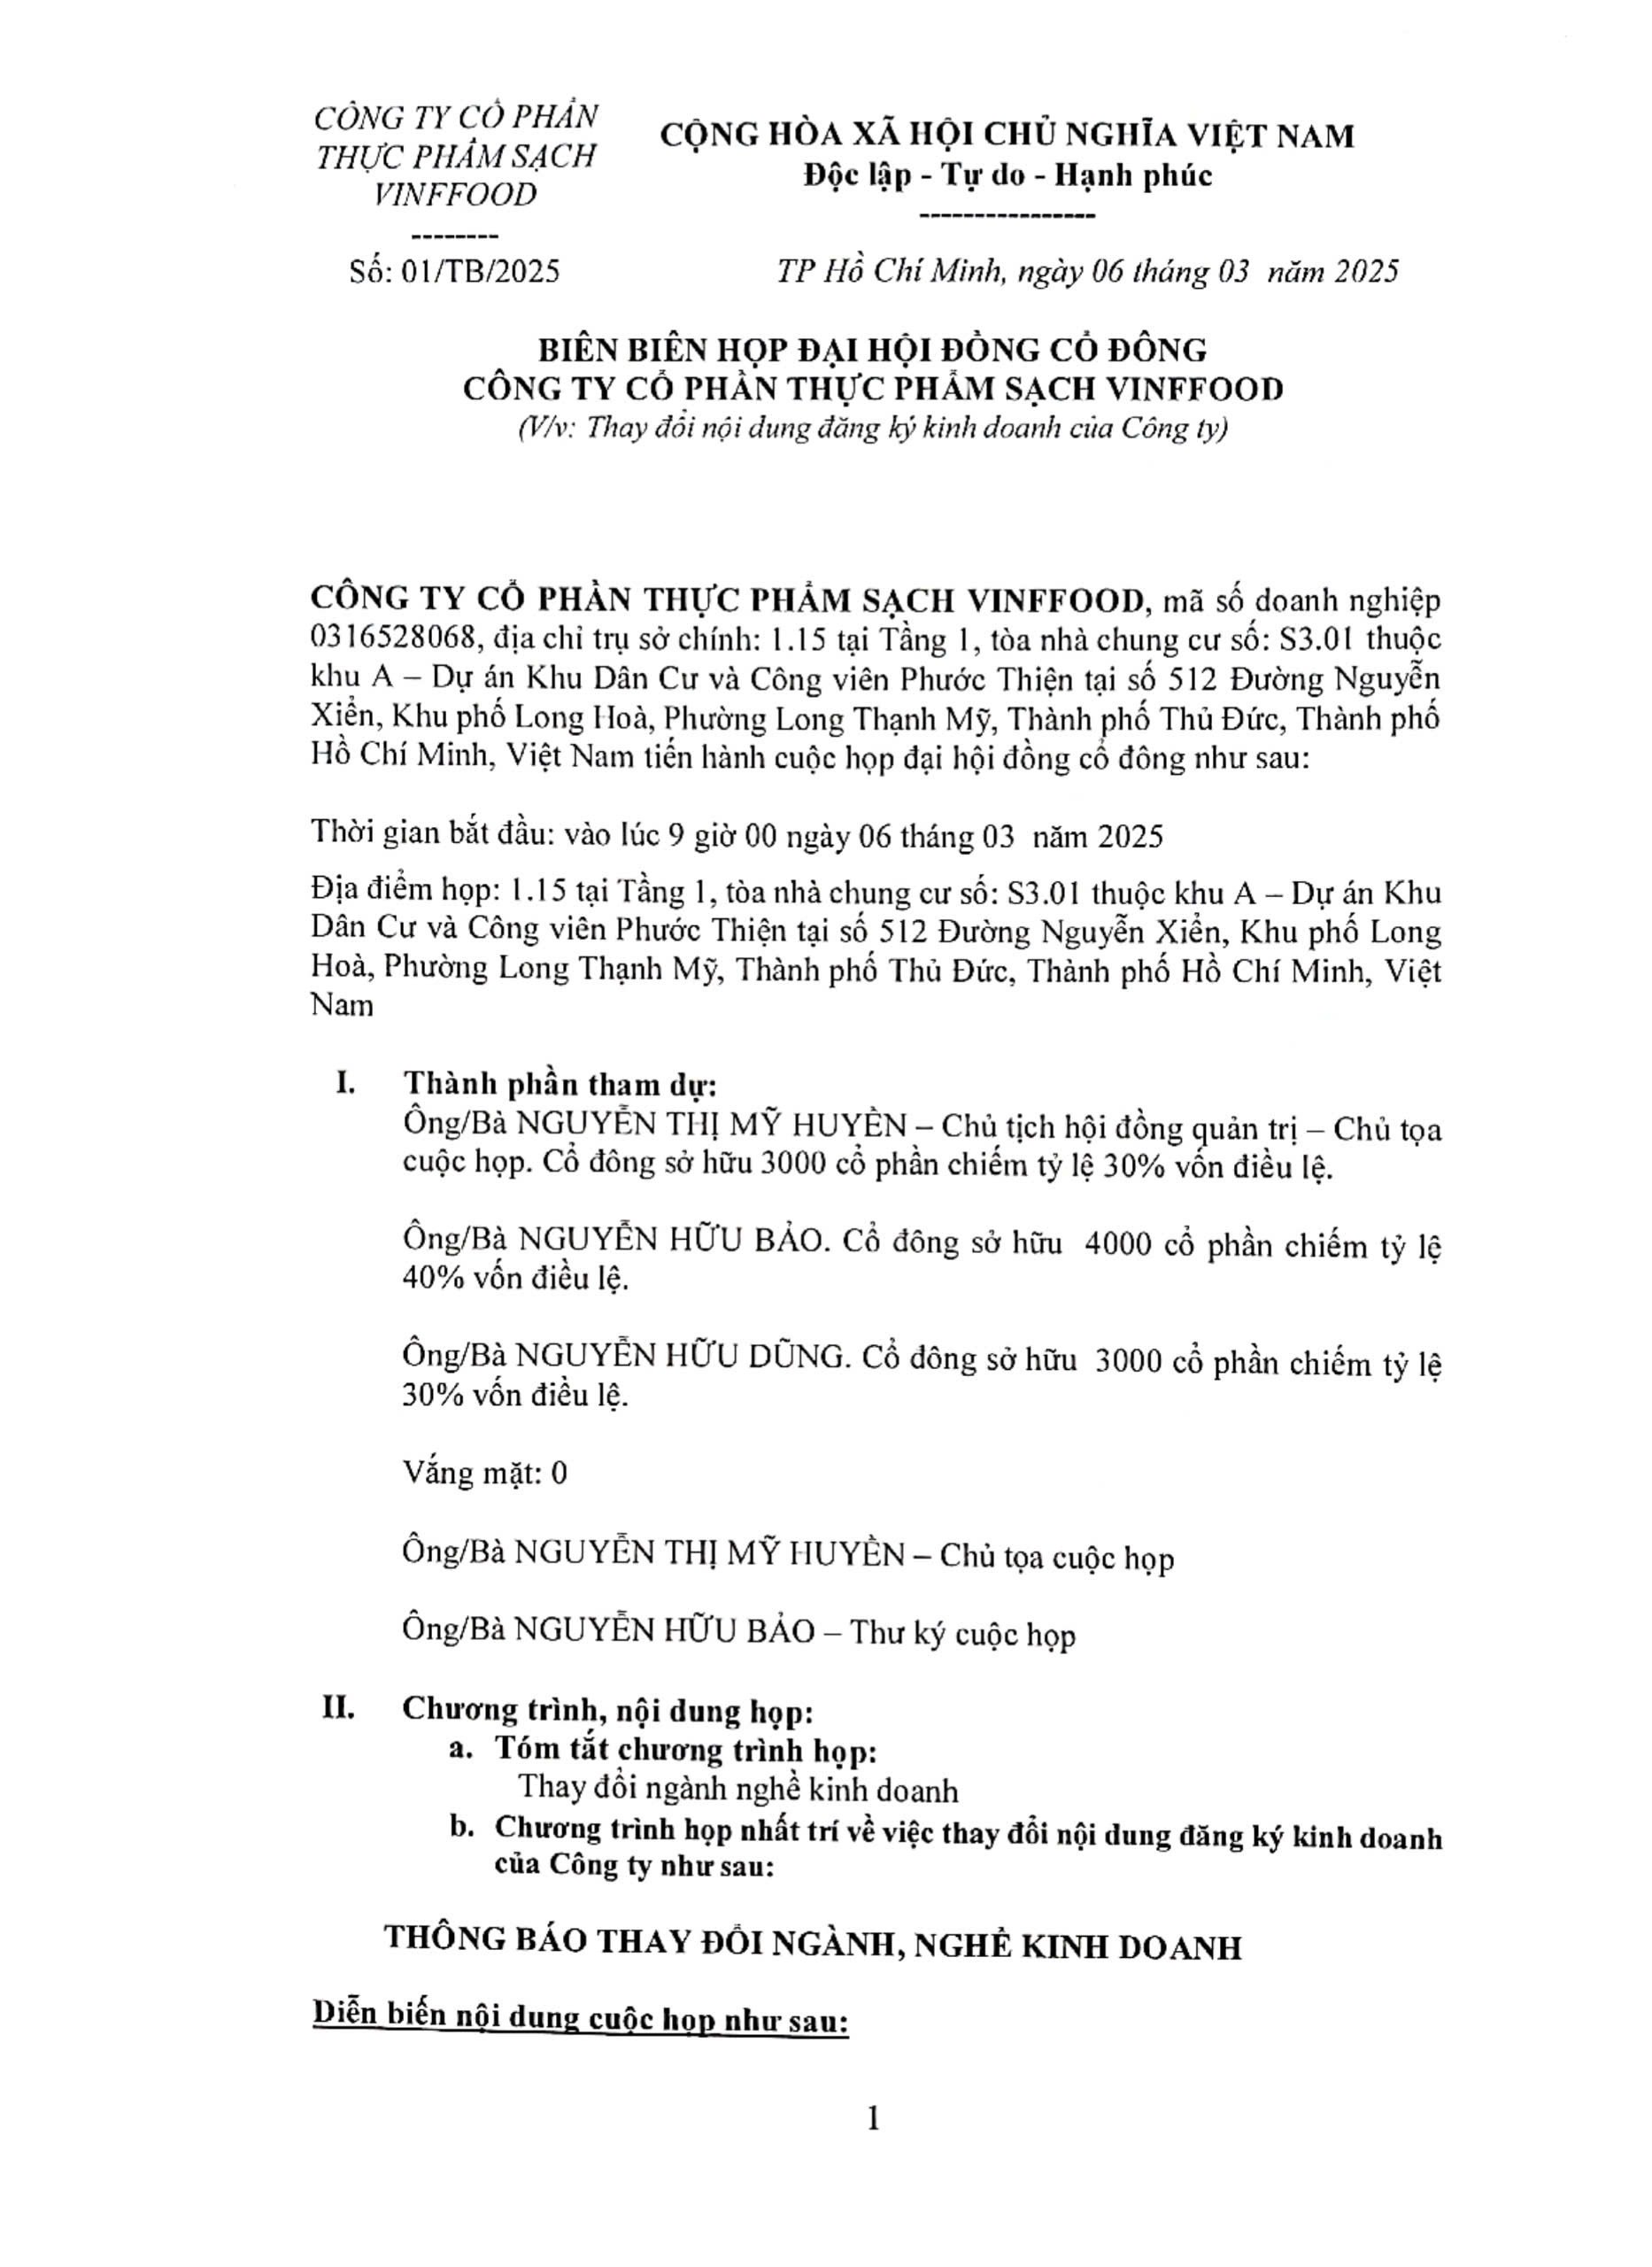 CÔNG TY CỔ PHẦN
THỰC PHẨM SẠCH
VINFFOOD
--------
Số: 01/TB/2025
CỘNG HÒA XÃ HỘI CHỦ NGHĨA VIỆT NAM
Độc lập - Tự do - Hạnh phúc
----------------
TP Hồ Chí Minh, ngày 06 tháng 03 năm 2025
BIÊN BIÊN HỌP ĐẠI HỘI ĐỒNG CỔ ĐÔNG
CÔNG TY CỔ PHẦN THỰC PHẨM SẠCH VINFFOOD
(V/v: Thay đổi nội dung đăng ký kinh doanh của Công ty)
CÔNG TY CỔ PHẦN THỰC PHẨM SẠCH VINFFOOD, mã số doanh nghiệp
0316528068, địa chỉ trụ sở chính: 1.15 tại Tầng 1, tòa nhà chung cư số: S3.01 thuộc
khu A – Dự án Khu Dân Cư và Công viên Phước Thiện tại số 512 Đường Nguyễn
Xiển, Khu phố Long Hoà, Phường Long Thạnh Mỹ, Thành phố Thủ Đức, Thành phố
Hồ Chí Minh, Việt Nam tiến hành cuộc họp đại hội đồng cổ đông như sau:
Thời gian bắt đầu: vào lúc 9 giờ 00 ngày 06 tháng 03 năm 2025
Địa điểm họp: 1.15 tại Tầng 1, tòa nhà chung cư số: S3.01 thuộc khu A – Dự án Khu
Dân Cư và Công viên Phước Thiện tại số 512 Đường Nguyễn Xiển, Khu phố Long
Hoà, Phường Long Thạnh Mỹ, Thành phố Thủ Đức, Thành phố Hồ Chí Minh, Việt
Nam
I. Thành phần tham dự:
Ông/Bà NGUYỄN THỊ MỸ HUYỀN – Chủ tịch hội đồng quản trị – Chủ tọa
cuộc họp. Cổ đông sở hữu 3000 cổ phần chiếm tỷ lệ 30% vốn điều lệ.
Ông/Bà NGUYỄN HỮU BẢO. Cổ đông sở hữu 4000 cổ phần chiếm tỷ lệ
40% vốn điều lệ.
Ông/Bà NGUYỄN HỮU DŨNG. Cổ đông sở hữu 3000 cổ phần chiếm tỷ lệ
30% vốn điều lệ.
Vắng mặt: 0
Ông/Bà NGUYỄN THỊ MỸ HUYỀN – Chủ tọa cuộc họp
Ông/Bà NGUYỄN HỮU BẢO – Thư ký cuộc họp
II. Chương trình, nội dung họp:
a. Tóm tắt chương trình họp:
Thay đổi ngành nghề kinh doanh
b. Chương trình họp nhất trí về việc thay đổi nội dung đăng ký kinh doanh
của Công ty như sau:
THÔNG BÁO THAY ĐỔI NGÀNH, NGHỀ KINH DOANH
Diễn biến nội dung cuộc họp như sau:
1